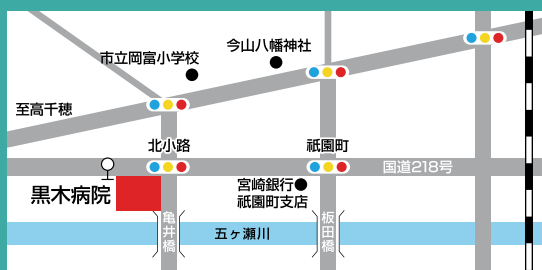 今山八幡神社
市立岡富小学校
至高千穂
北小路
祇園町
国道218号
黒木病院
宮崎銀行
祇園町支店
亀井橋
板田橋
五ヶ瀬川